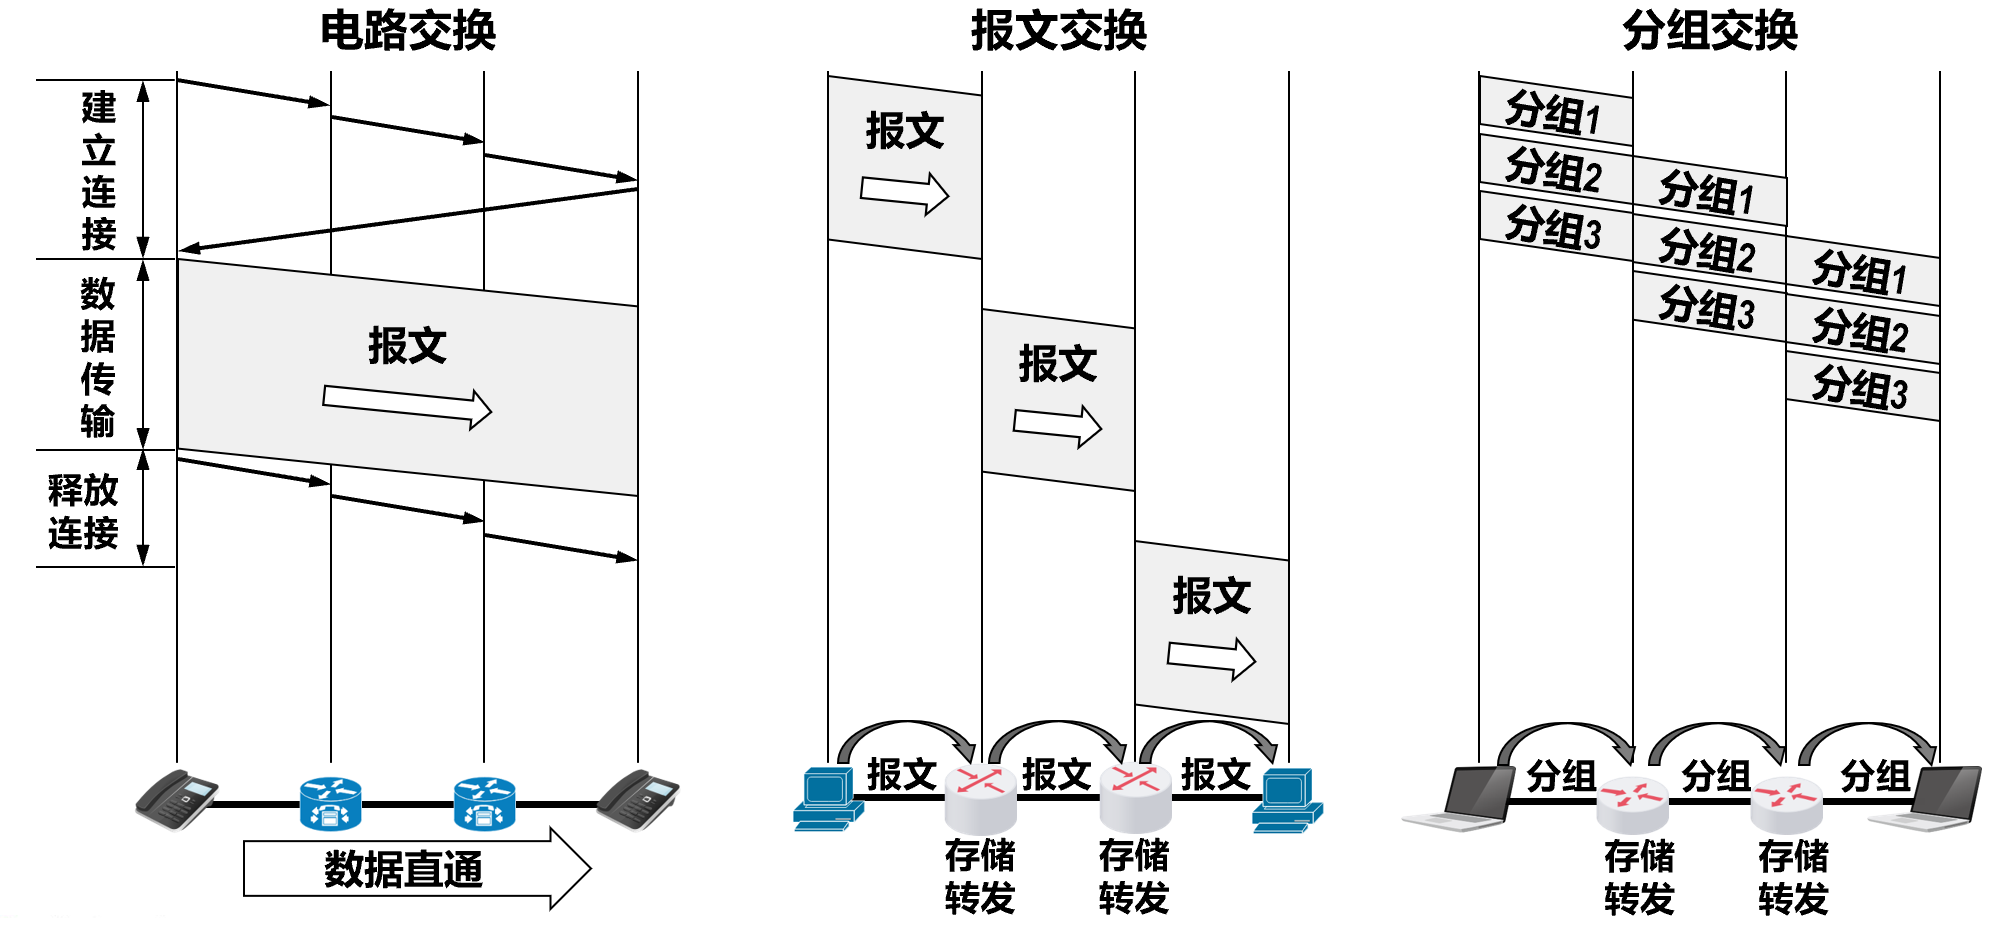 电路交换
建立连接
数据传输
释放
连接
报文
数据直通
报文交换
报文
报文
报文
报文
报文
报文
存储
转发
存储
转发
分组交换
分组1
分组2
分组1
分组3
分组2
分组1
分组3
分组2
分组3
分组
分组
分组
存储
转发
存储
转发